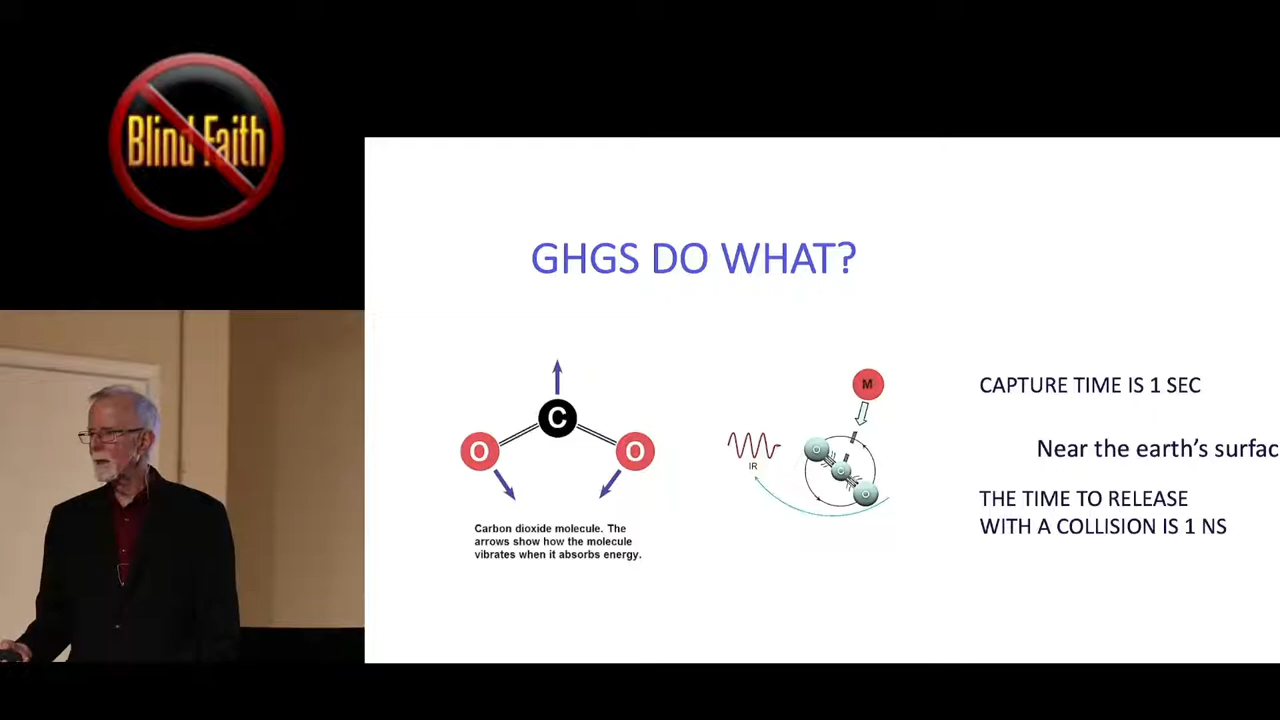 Blind Faith
GHGS DO WHAT?
C
O
O
Carbon dioxide molecule. The
arrows show how the molecule
vibrates when it absorbs energy.
M
IR
O
C
O
CAPTURE TIME IS 1 SEC
Near the earth's surfac
THE TIME TO RELEASE
WITH A COLLISION IS 1 NS